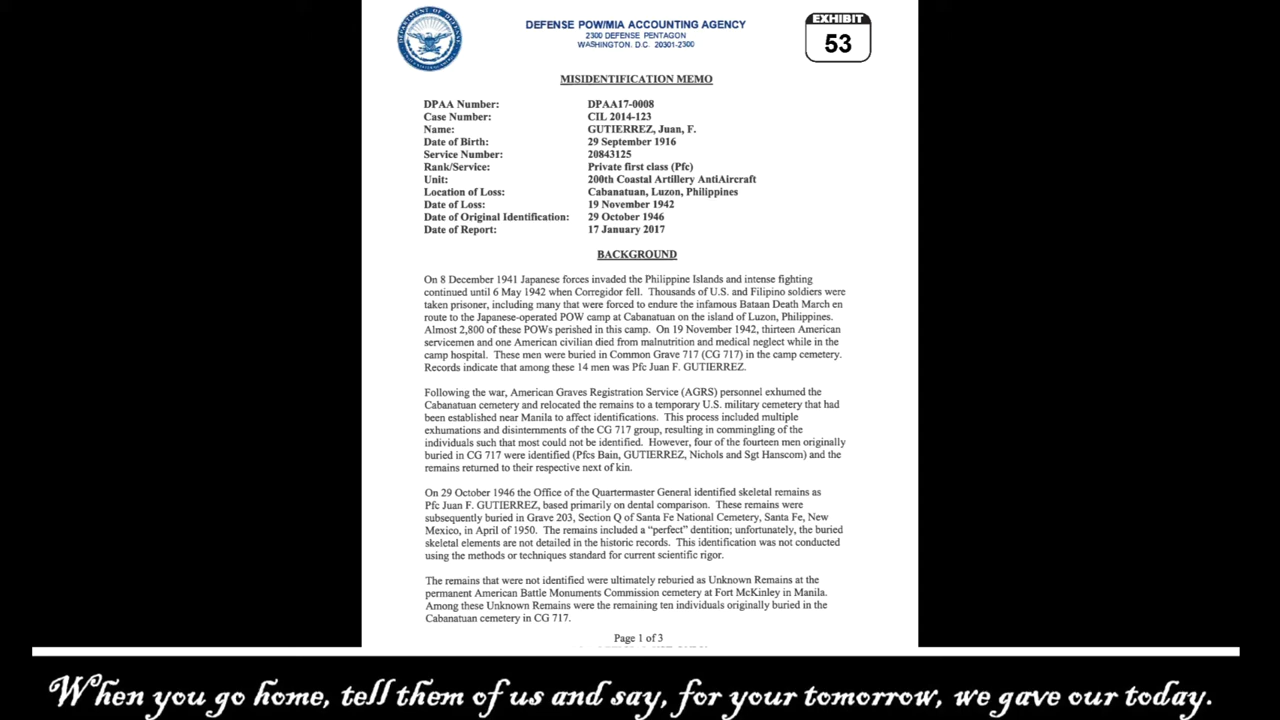 DEFENSE POW/MIA ACCOUNTING AGENCY
2300 DEFENSE PENTAGON
WASHINGTON, D.C. 20301-2300
EXHIBIT
53
MISIDENTIFICATION MEMO
DPAA Number: DPAA17-0008
Case Number: CIL 2014-123
Name: GUTIERREZ, Juan, F.
Date of Birth: 29 September 1916
Service Number: 20843125
Rank/Service: Private first class (Pfc)
Unit: 200th Coastal Artillery AntiAircraft
Location of Loss: Cabanatuan, Luzon, Philippines
Date of Loss: 19 November 1942
Date of Original Identification: 29 October 1946
Date of Report: 17 January 2017
BACKGROUND
On 8 December 1941 Japanese forces invaded the Philippine Islands and intense fighting
continued until 6 May 1942 when Corregidor fell. Thousands of U.S. and Filipino soldiers were
taken prisoner, including many that were forced to endure the infamous Bataan Death March en
route to the Japanese-operated POW camp at Cabanatuan on the island of Luzon, Philippines.
Almost 2,800 of these POWs perished in this camp. On 19 November 1942, thirteen American
servicemen and one American civilian died from malnutrition and medical neglect while in the
camp hospital. These men were buried in Common Grave 717 (CG 717) in the camp cemetery.
Records indicate that among these 14 men was Pfc Juan F. GUTIERREZ.
Following the war, American Graves Registration Service (AGRS) personnel exhumed the
Cabanatuan cemetery and relocated the remains to a temporary U.S. military cemetery that had
been established near Manila to affect identifications. This process included multiple
exhumations and disinterments of the CG 717 group, resulting in commingling of the
individuals such that most could not be identified. However, four of the fourteen men originally
buried in CG 717 were identified (Pfcs Bain, GUTIERREZ, Nichols and Sgt Hanscom) and the
remains returned to their respective next of kin.
On 29 October 1946 the Office of the Quartermaster General identified skeletal remains as
Pfc Juan F. GUTIERREZ, based primarily on dental comparison. These remains were
subsequently buried in Grave 203, Section Q of Santa Fe National Cemetery, Santa Fe, New
Mexico, in April of 1950. The remains included a “perfect” dentition; unfortunately, the buried
skeletal elements are not detailed in the historic records. This identification was not conducted
using the methods or techniques standard for current scientific rigor.
The remains that were not identified were ultimately reburied as Unknown Remains at the
permanent American Battle Monuments Commission cemetery at Fort McKinley in Manila.
Among these Unknown Remains were the remaining ten individuals originally buried in the
Cabanatuan cemetery in CG 717.
Page 1 of 3
When you go home, tell them of us and say, for your tomorrow, we gave our today.